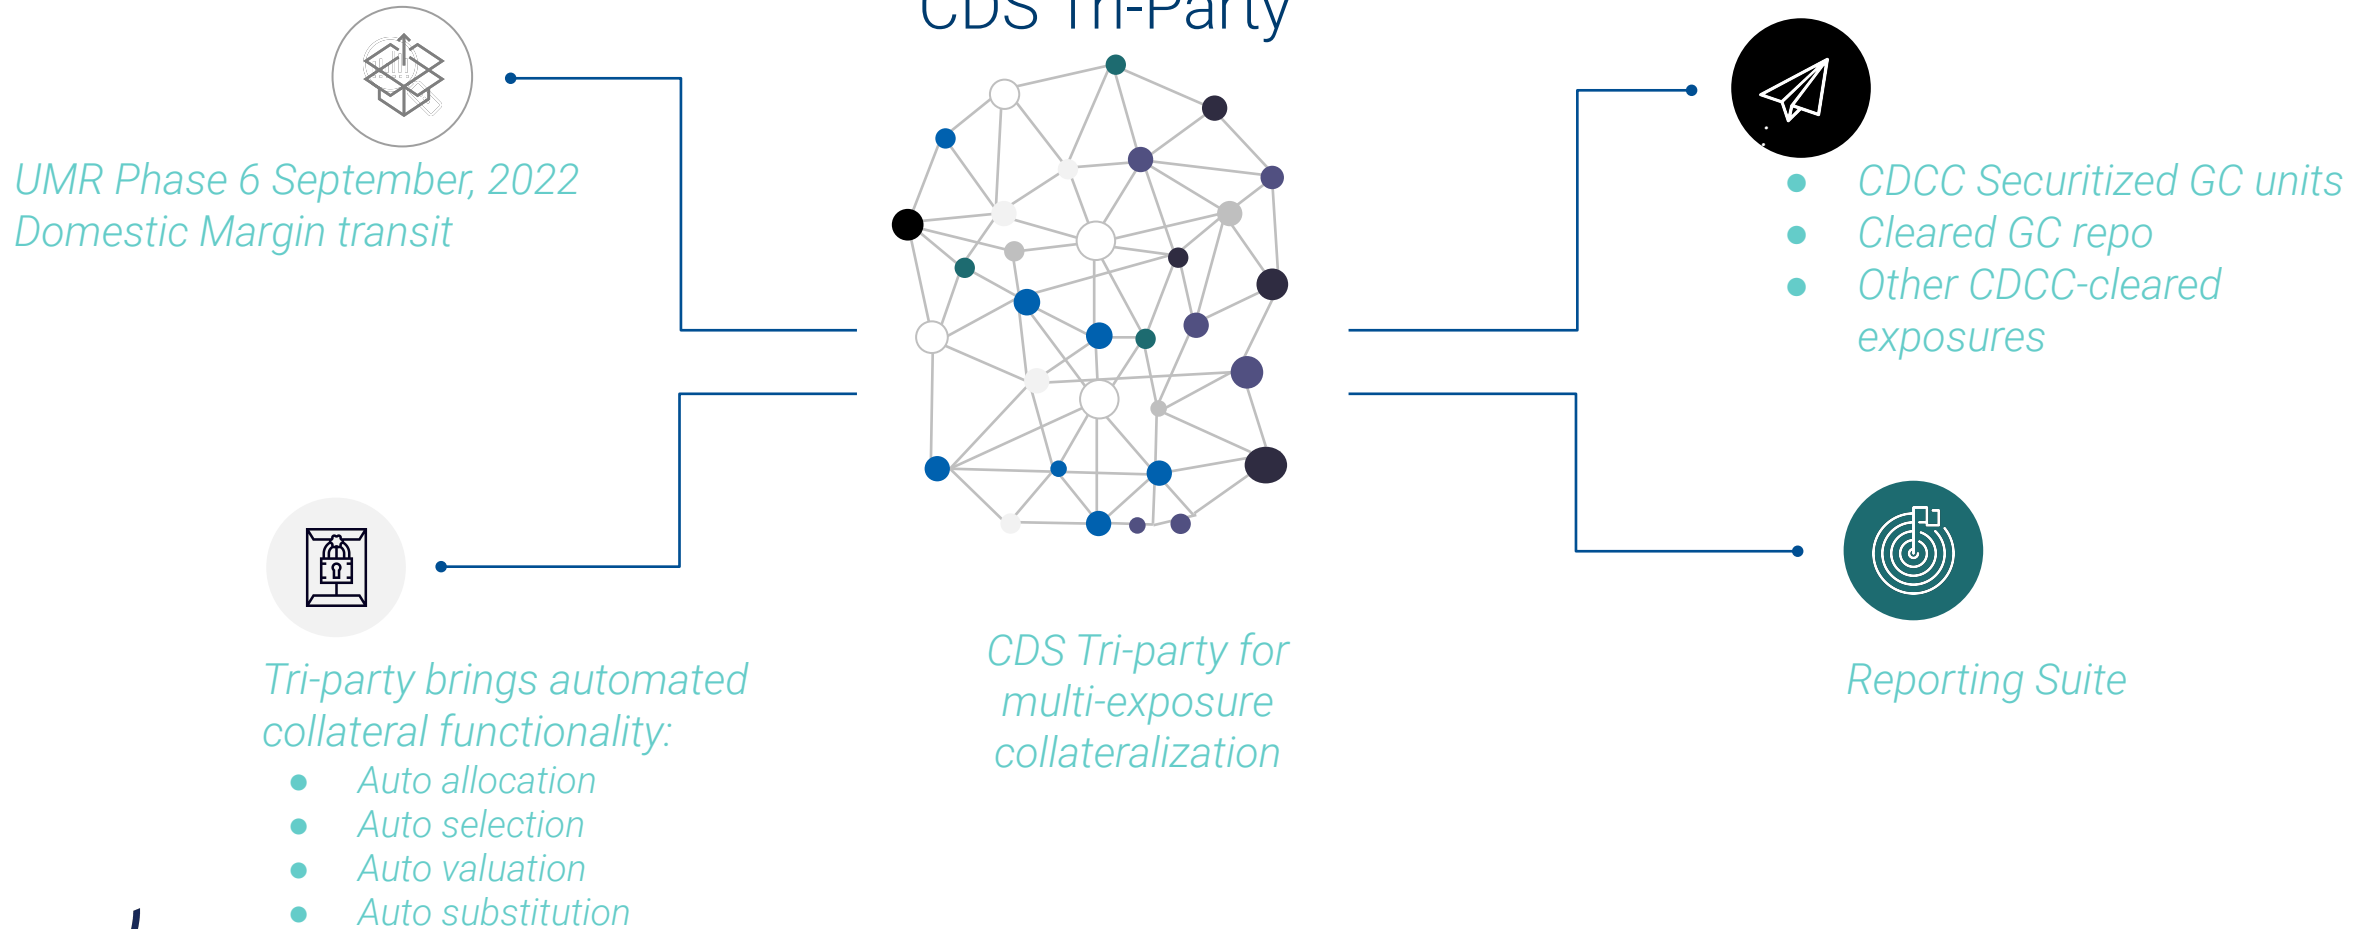 CDS Tri-Party
UMR Phase 6 September, 2022
Domestic Margin transit
● CDCC Securitized GC units
● Cleared GC repo
● Other CDCC-cleared
exposures
Tri-party brings automated
collateral functionality:
● Auto allocation
● Auto selection
● Auto valuation
● Auto substitution
CDS Tri-party for
multi-exposure
collateralization
Reporting Suite